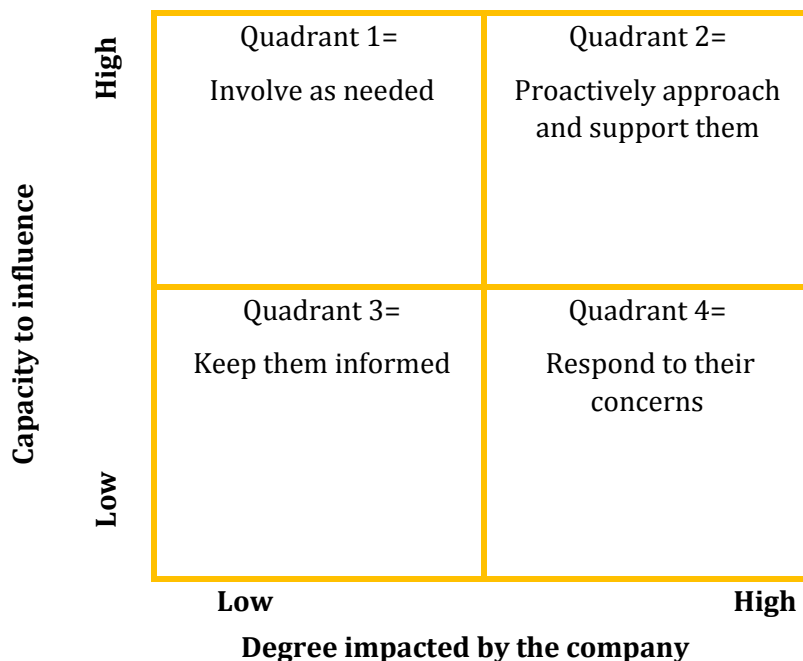 Capacity to influence
High
Low
Quadrant 1=
Involve as needed
Quadrant 2=
Proactively approach
and support them
Quadrant 3=
Keep them informed
Quadrant 4=
Respond to their
concerns
Low
High
Degree impacted by the company